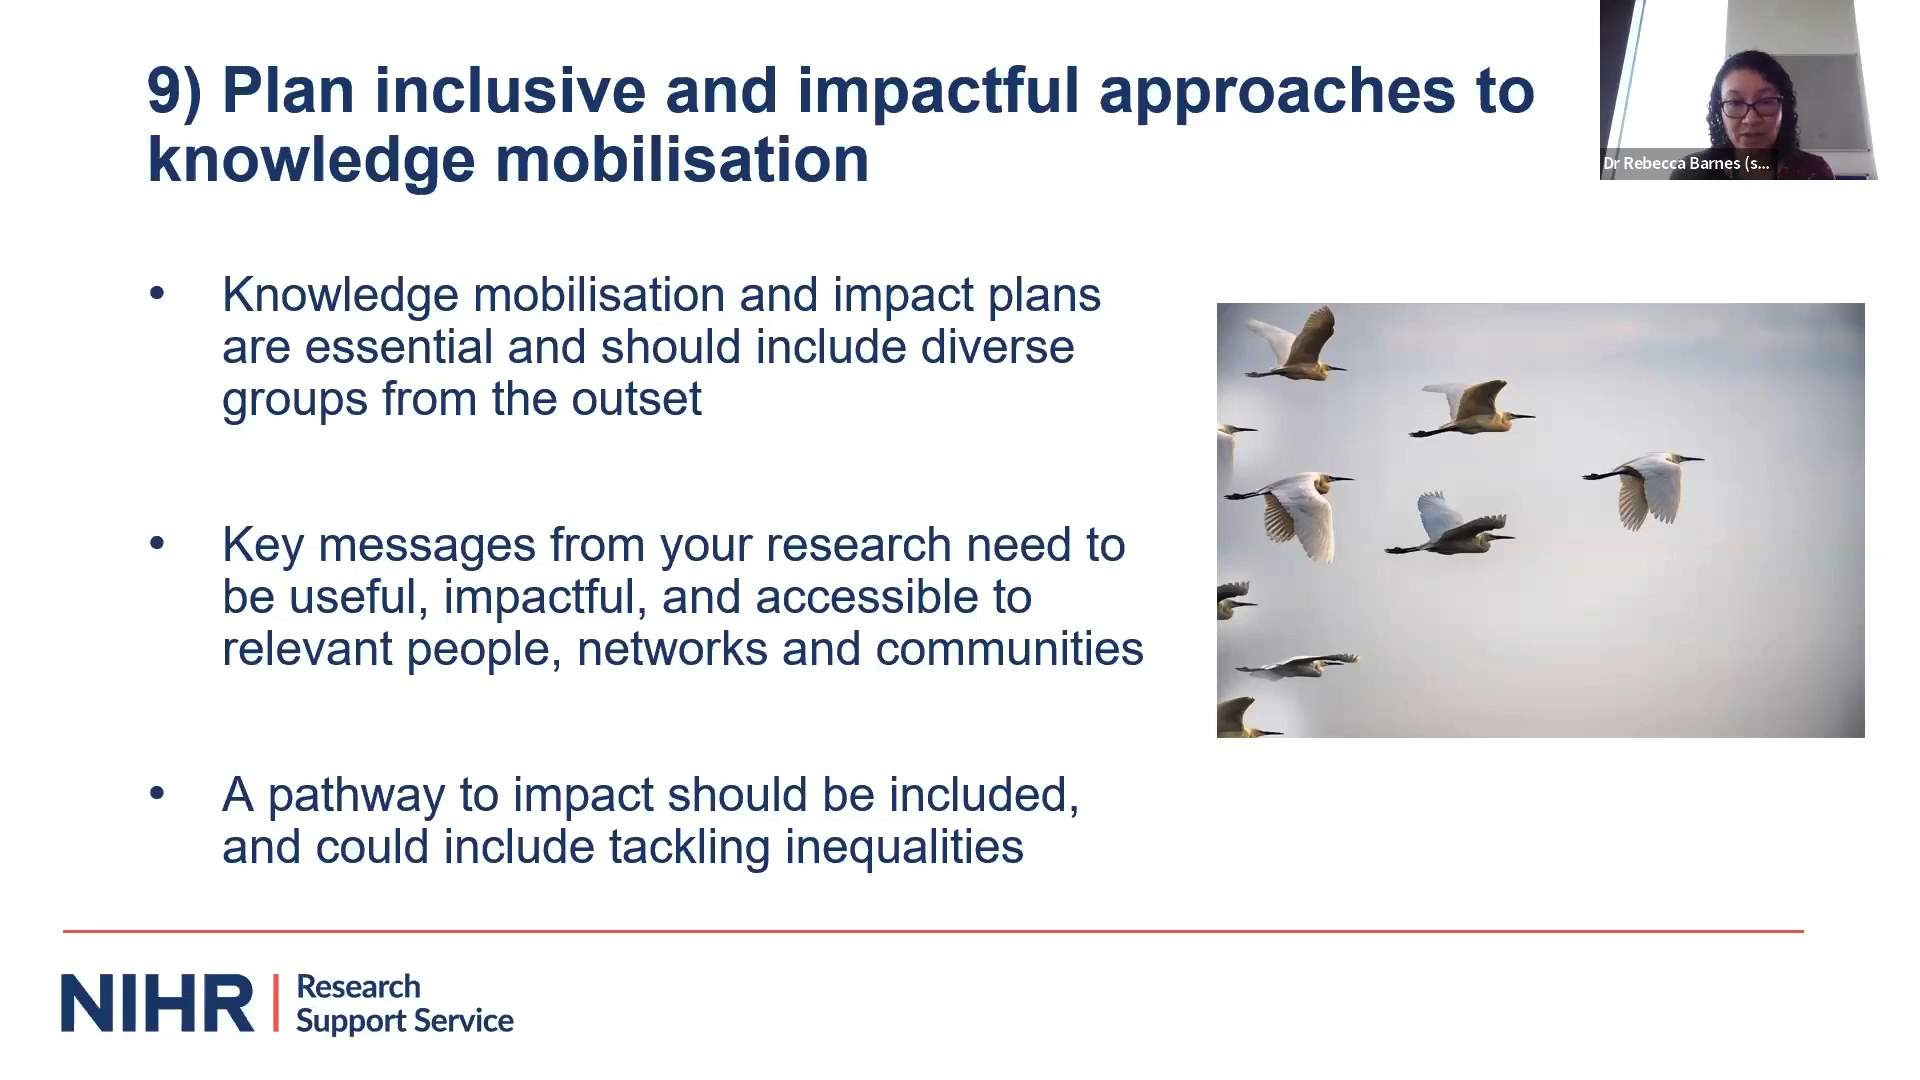 9) Plan inclusive and impactful approaches to
knowledge mobilisation
Dr Rebecca Barnes (s...
• Knowledge mobilisation and impact plans
are essential and should include diverse
groups from the outset
• Key messages from your research need to
be useful, impactful, and accessible to
relevant people, networks and communities
• A pathway to impact should be included,
and could include tackling inequalities
NIHR | Research
Support Service